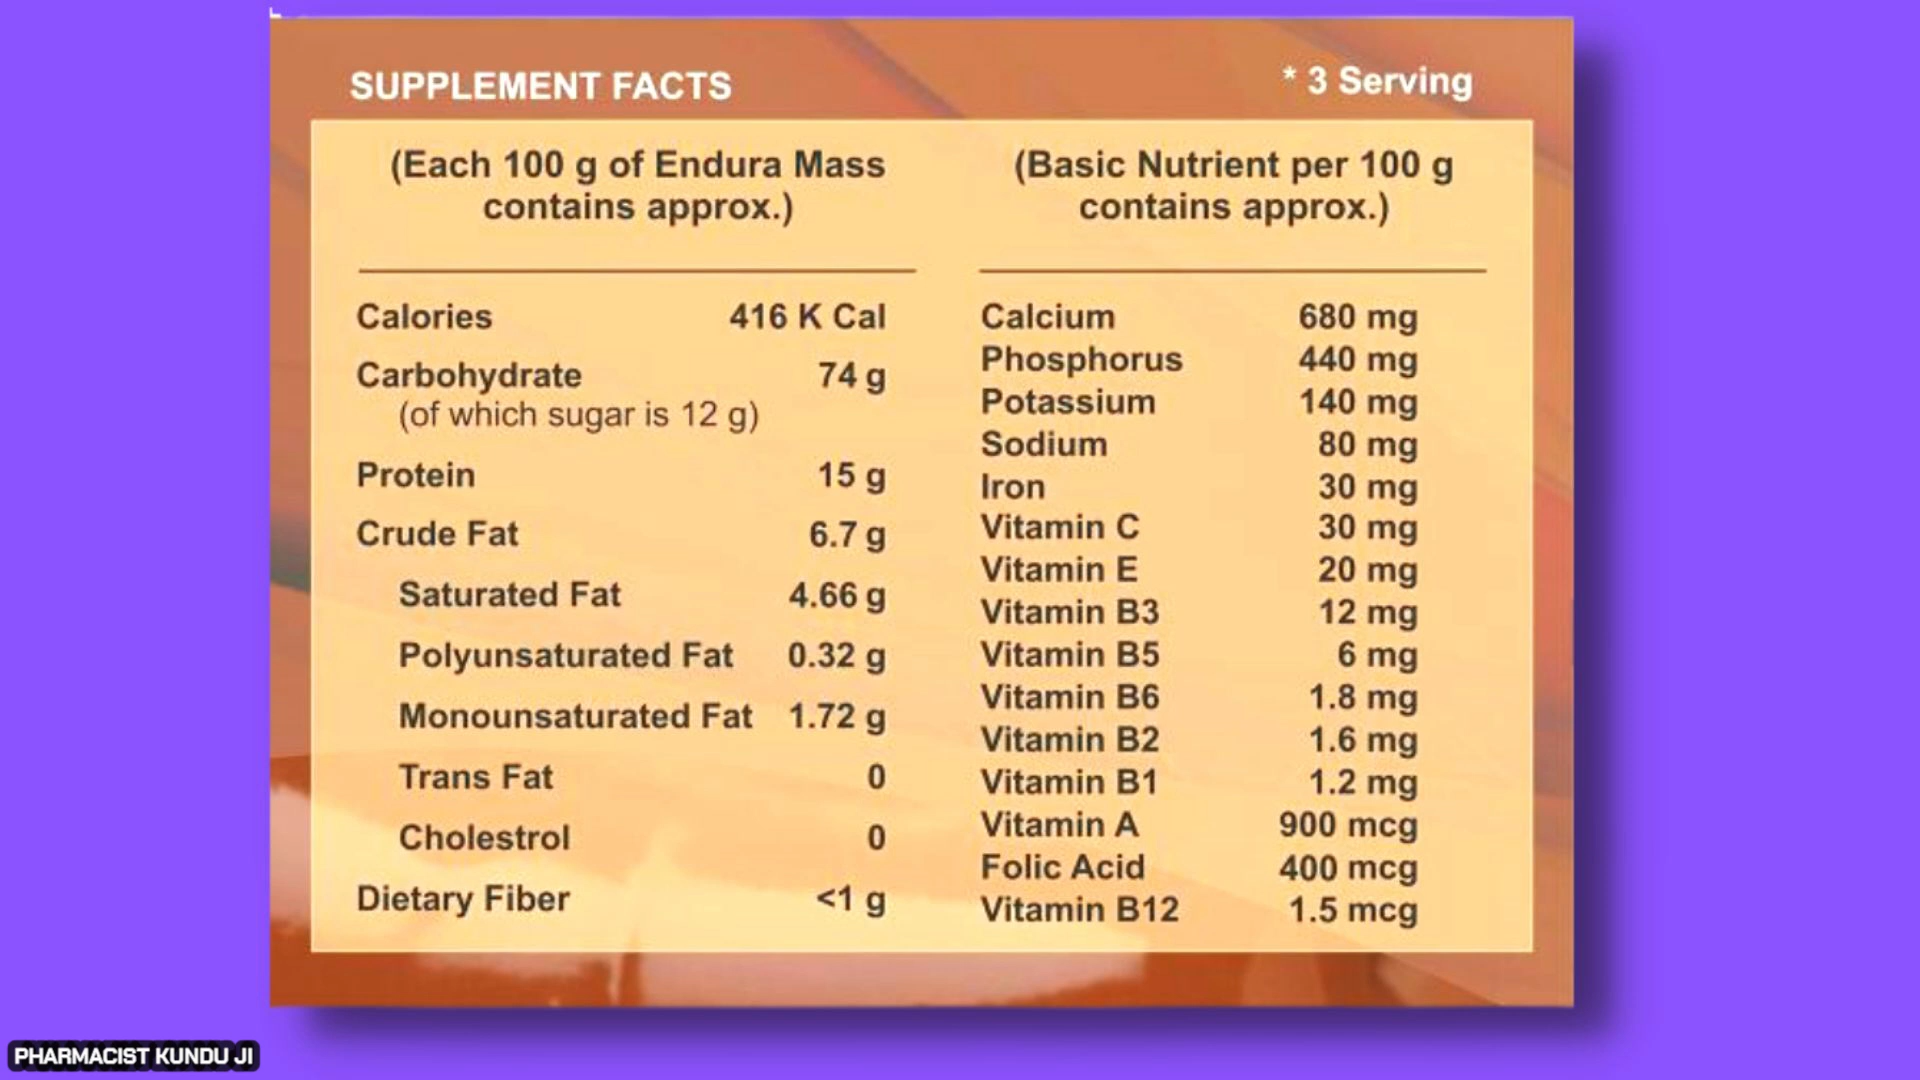 SUPPLEMENT FACTS
* 3 Serving
(Each 100 g of Endura Mass
contains approx.)
Calories 416 K Cal
Carbohydrate 74 g
(of which sugar is 12 g)
Protein 15 g
Crude Fat 6.7 g
Saturated Fat 4.66 g
Polyunsaturated Fat 0.32 g
Monounsaturated Fat 1.72 g
Trans Fat 0
Cholestrol 0
Dietary Fiber <1 g
(Basic Nutrient per 100 g
contains approx.)
Calcium 680 mg
Phosphorus 440 mg
Potassium 140 mg
Sodium 80 mg
Iron 30 mg
Vitamin C 30 mg
Vitamin E 20 mg
Vitamin B3 12 mg
Vitamin B5 6 mg
Vitamin B6 1.8 mg
Vitamin B2 1.6 mg
Vitamin B1 1.2 mg
Vitamin A 900 mcg
Folic Acid 400 mcg
Vitamin B12 1.5 mcg
PHARMACIST KUNDU JI